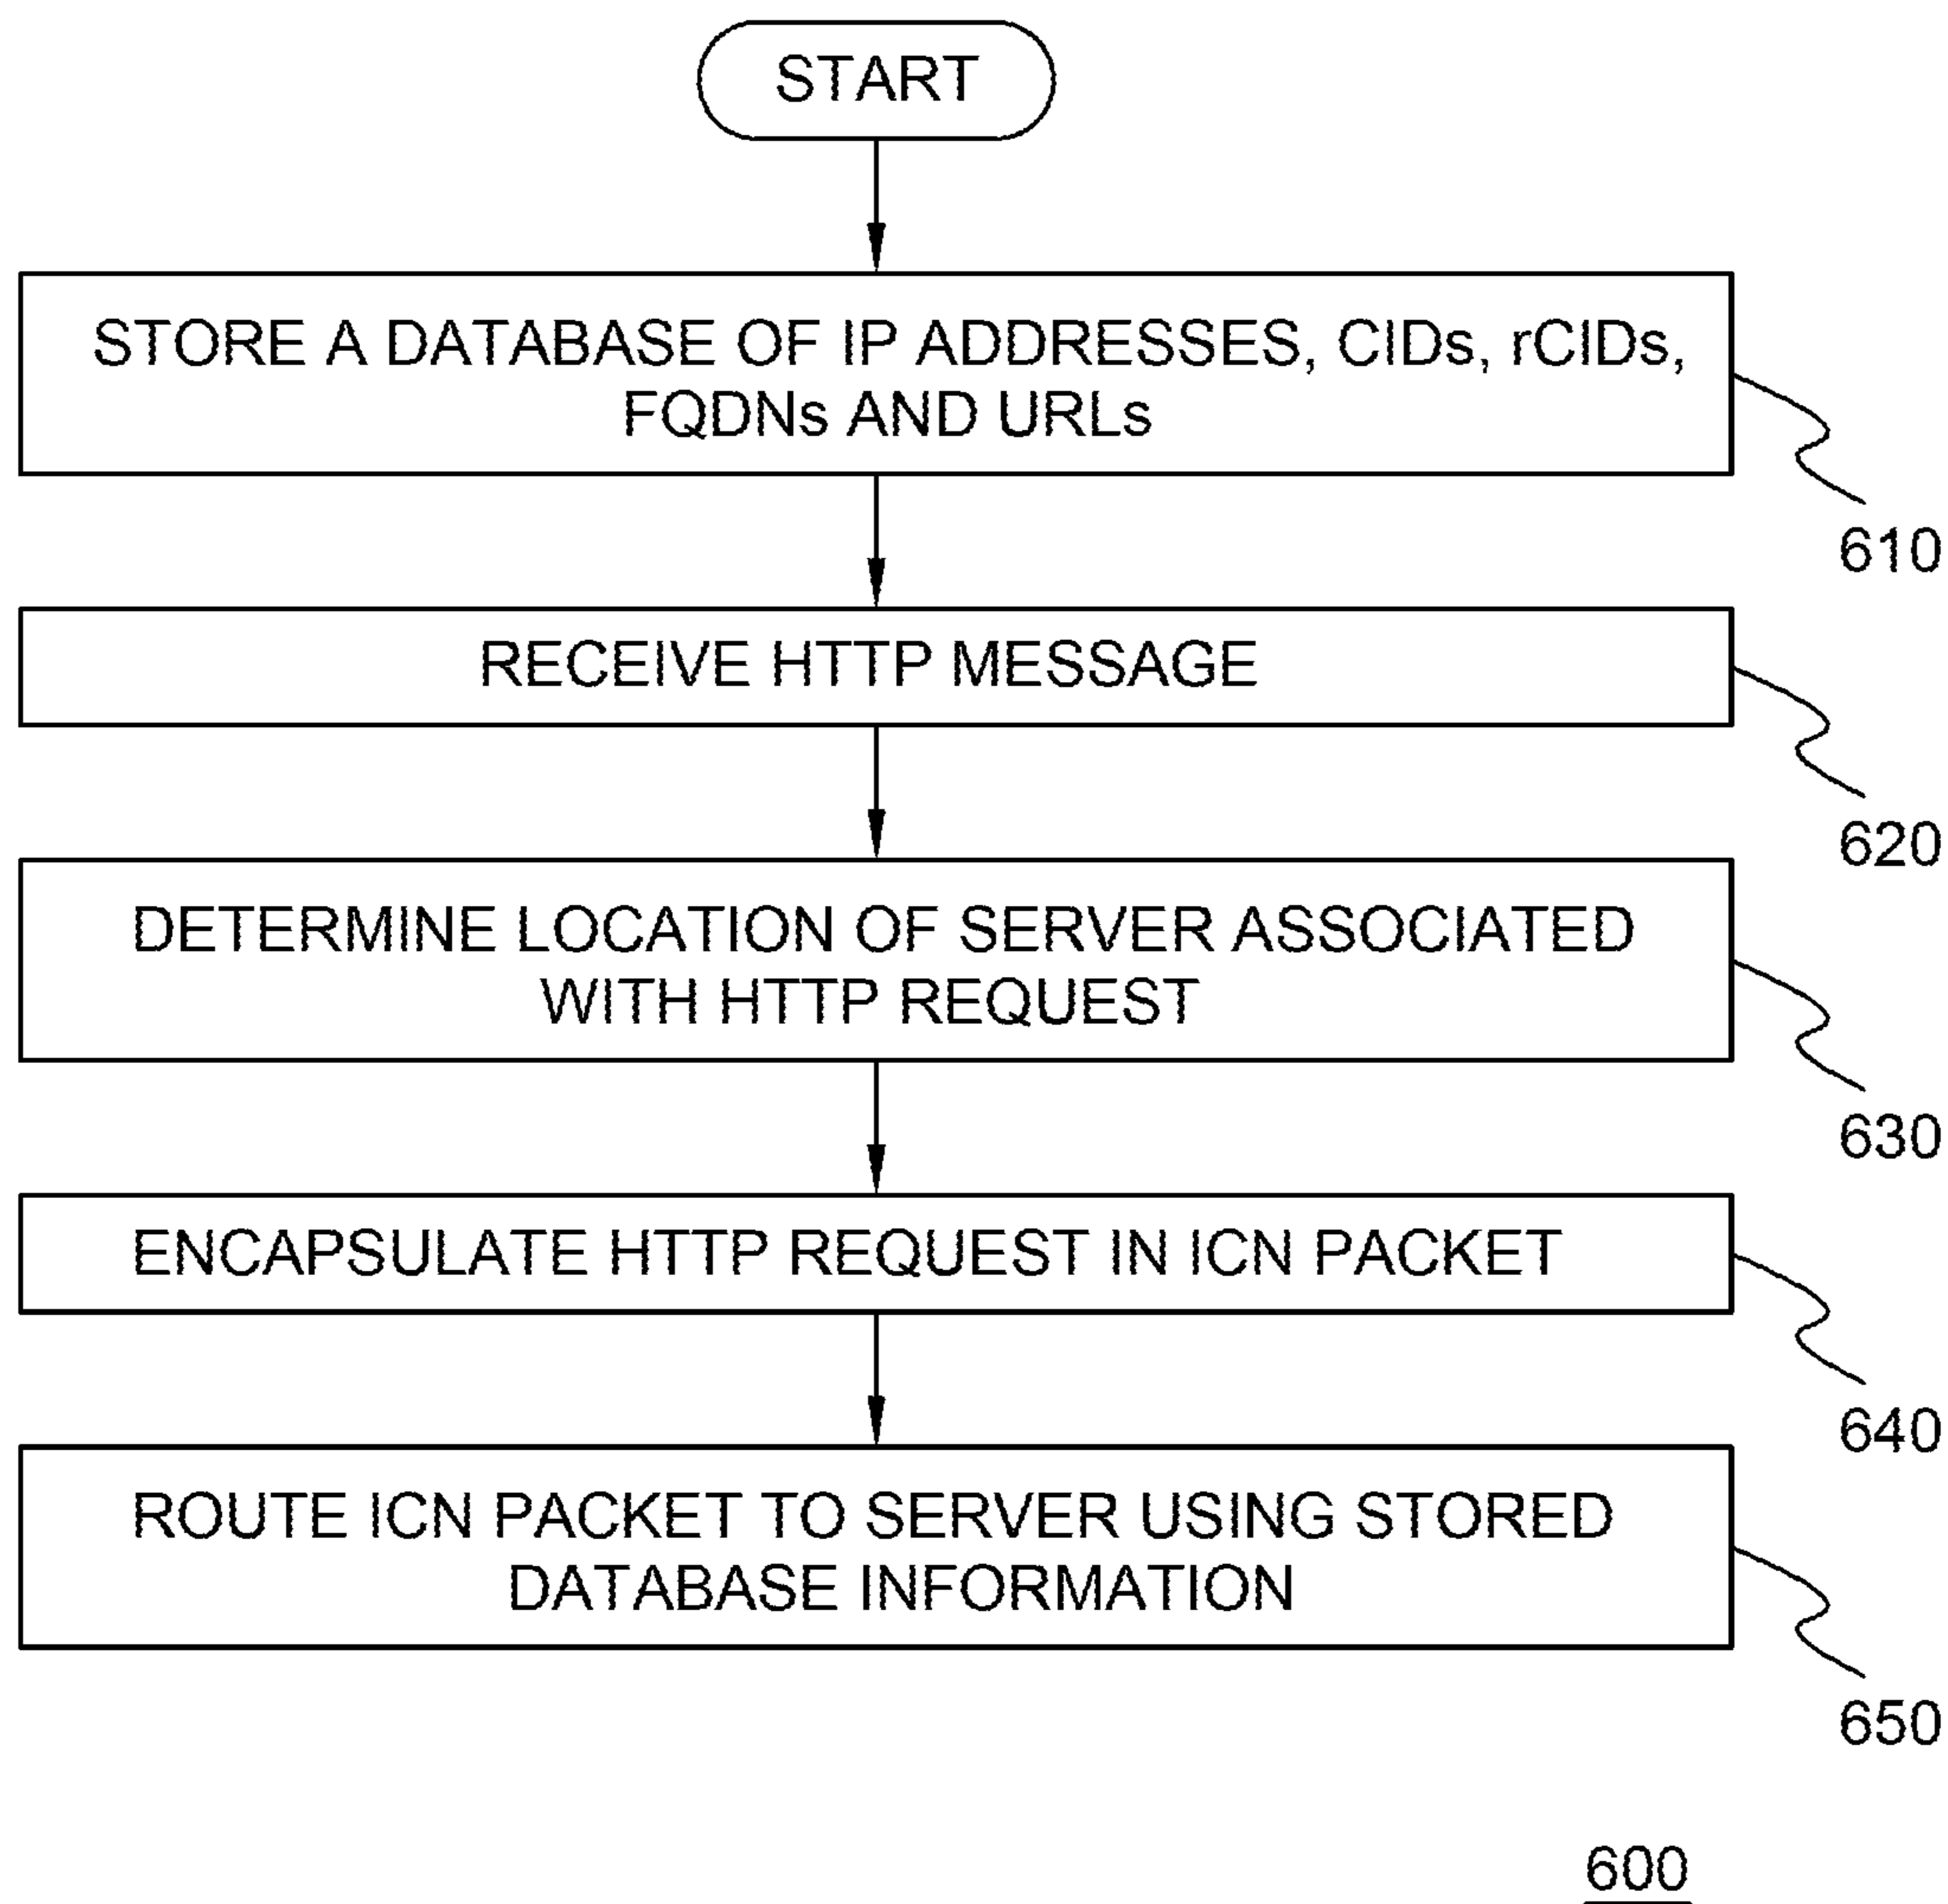 START
STORE A DATABASE OF IP ADDRESSES, CIDs, rCIDs,
FQDNs AND URLs
610
RECEIVE HTTP MESSAGE
620
DETERMINE LOCATION OF SERVER ASSOCIATED
WITH HTTP REQUEST
630
ENCAPSULATE HTTP REQUEST IN ICN PACKET
640
ROUTE ICN PACKET TO SERVER USING STORED
DATABASE INFORMATION
650
600